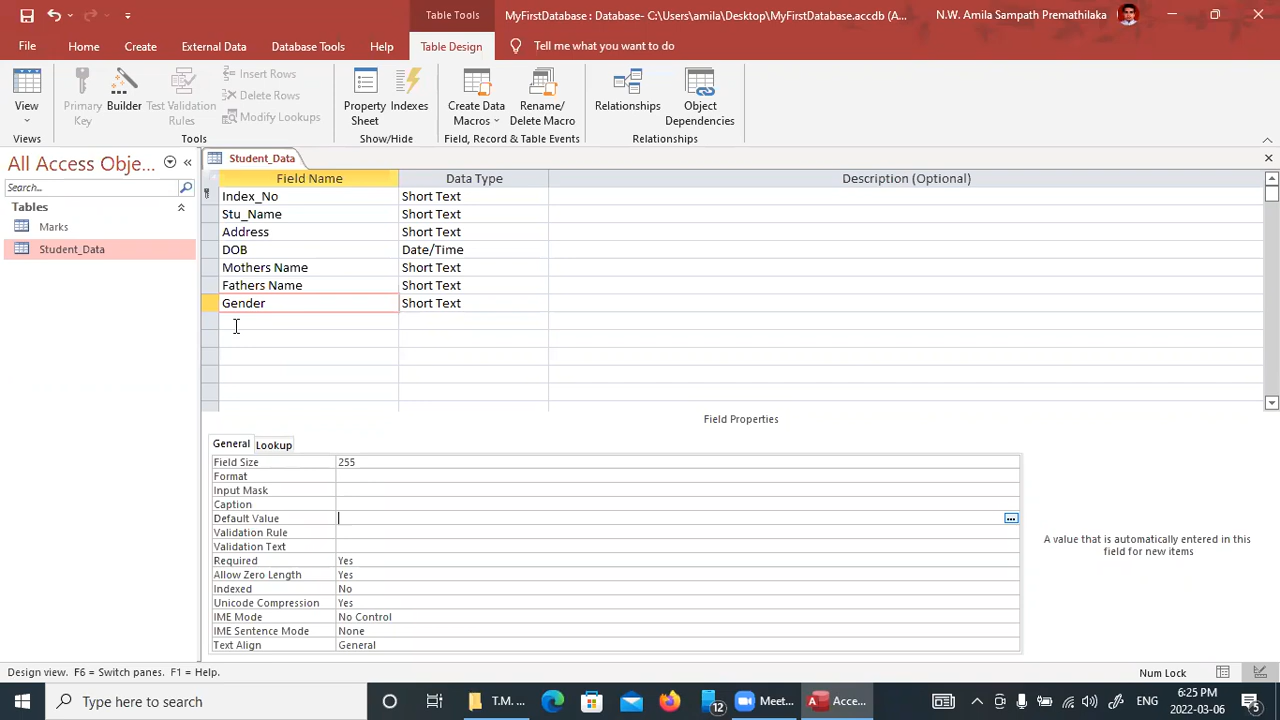 Table Tools
MyFirstDatabase : Database- C:\Users\amila\Desktop\MyFirstDatabase.accdb (A...
N.W. Amila Sampath Premathilaka
File
Home
Create
External Data
Database Tools
Help
Table Design
Tell me what you want to do
View
Primary Key
Builder
Test Validation Rules
Insert Rows
Delete Rows
Modify Lookups
Property Sheet
Indexes
Create Data Macros
Rename/ Delete Macro
Relationships
Object Dependencies
Views
Tools
Show/Hide
Field, Record & Table Events
Relationships
All Access Obje...
Search...
Tables
Marks
Student_Data
Student_Data
Field Name Data Type Description (Optional)
Index_No Short Text
Stu_Name Short Text
Address Short Text
DOB Date/Time
Mothers Name Short Text
Fathers Name Short Text
Gender Short Text
Field Properties
General Lookup
Field Size 255
Format
Input Mask
Caption
Default Value
Validation Rule
Validation Text
Required Yes
Allow Zero Length Yes
Indexed No
Unicode Compression Yes
IME Mode No Control
IME Sentence Mode None
Text Align General
A value that is automatically entered in this
field for new items
Design view. F6 = Switch panes. F1 = Help.
Num Lock
Type here to search
T.M. ...
12
Meet...
Acce...
ENG
6:25 PM
2022-03-06
5